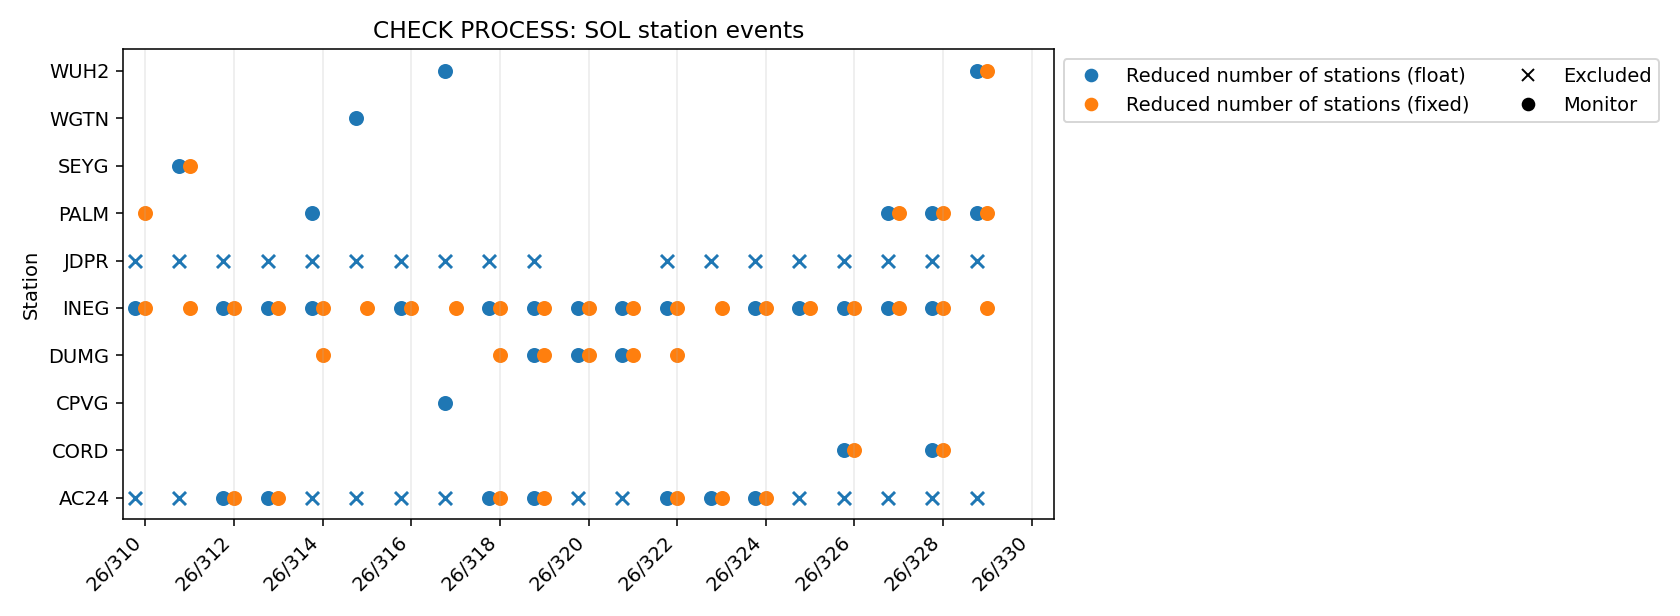 CHECK PROCESS: SOL station events
Station
WUH2
WGTN
SEYG
PALM
JDPR
INEG
DUMG
CPVG
CORD
AC24
26/310
26/312
26/314
26/316
26/318
26/320
26/322
26/324
26/326
26/328
26/330
Reduced number of stations (float)
Reduced number of stations (fixed)
Excluded
Monitor